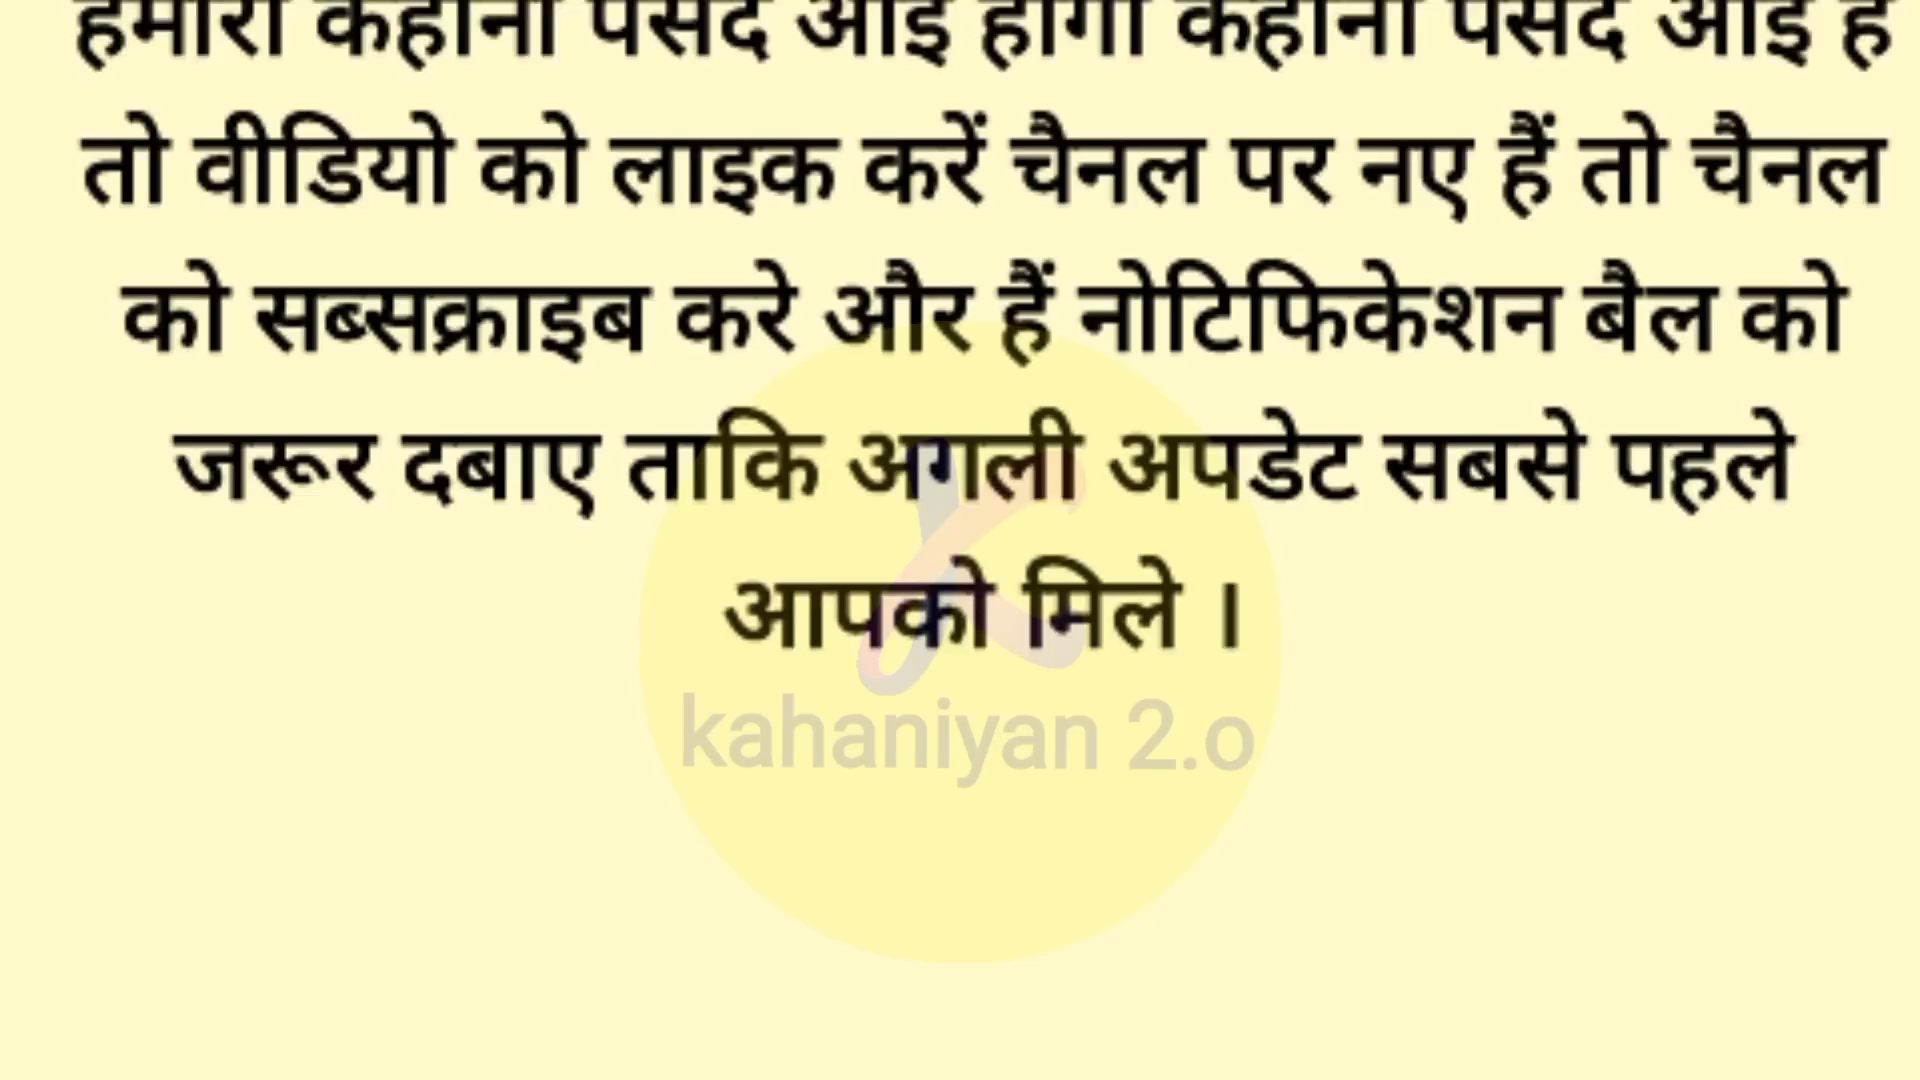 हमारी कहानी पसंद आई होगी कहानी पसंद आई है
तो वीडियो को लाइक करें चैनल पर नए हैं तो चैनल
को सब्सक्राइब करे और हैं नोटिफिकेशन बैल को
जरूर दबाए ताकि अगली अपडेट सबसे पहले
आपको मिले ।
kahaniyan 2.o